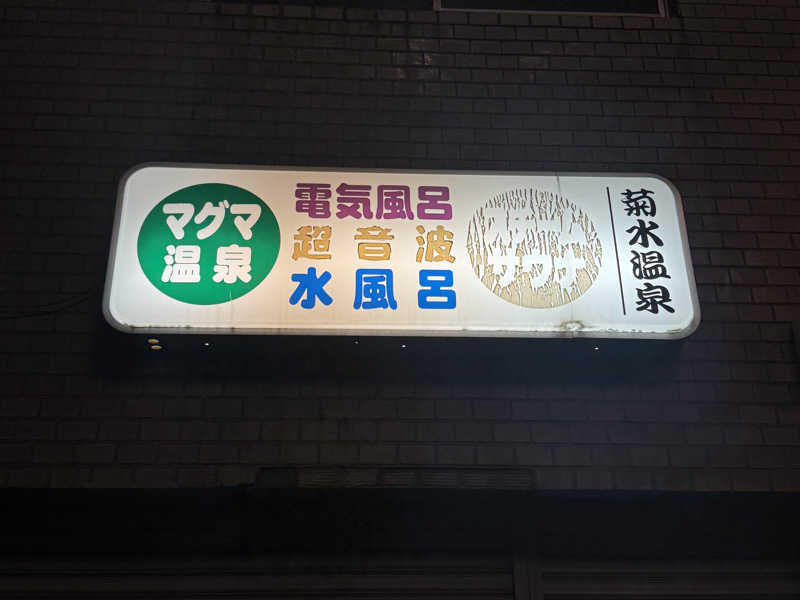 マグマ
温泉
電気風呂
超音波
水風呂
サウナ
菊水温泉